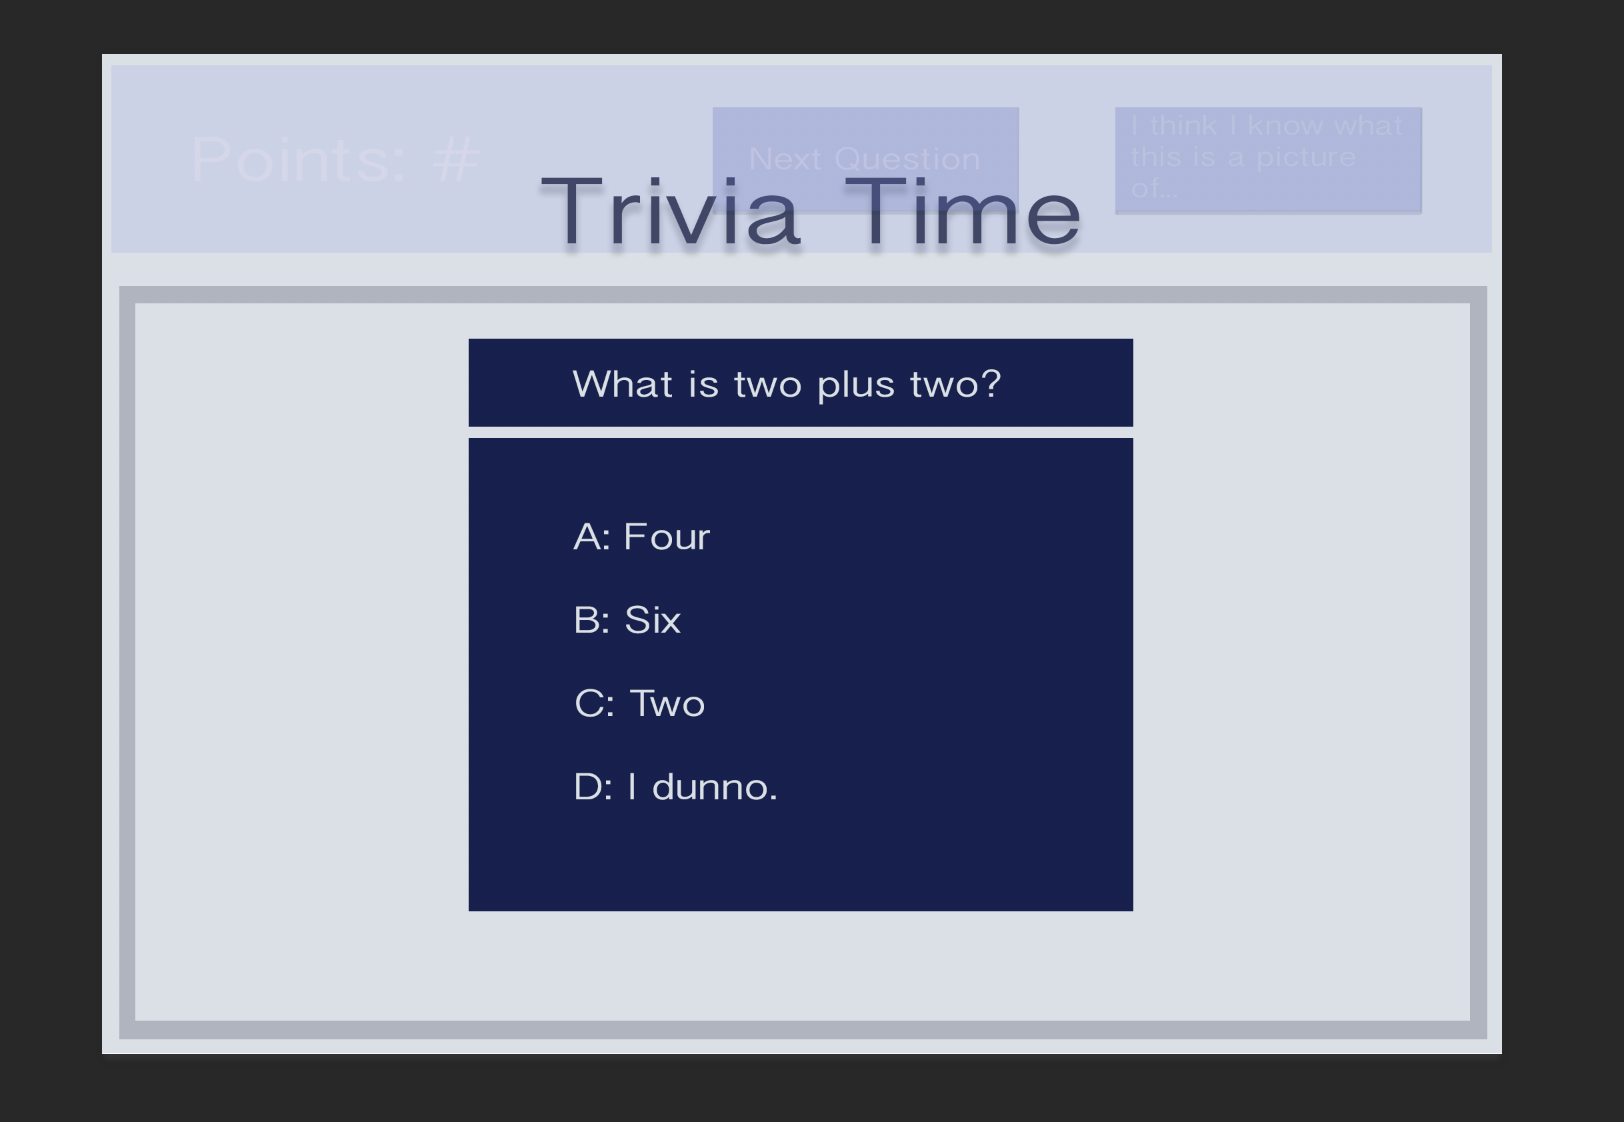 Points: #
Next Question
I think I know what
this is a picture
of...
Trivia Time
What is two plus two?
A: Four
B: Six
C: Two
D: I dunno.